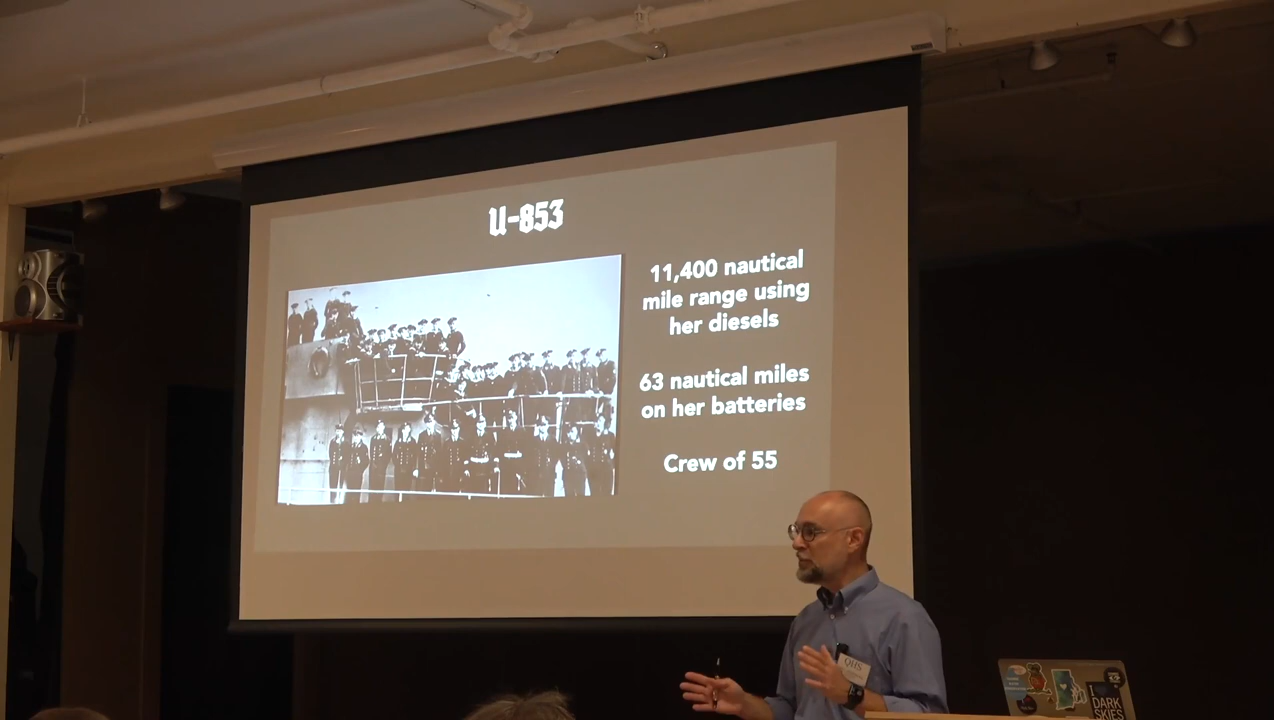 U-853
11,400 nautical
mile range using
her diesels
63 nautical miles
on her batteries
Crew of 55
QHS
I
DARK
SKIES